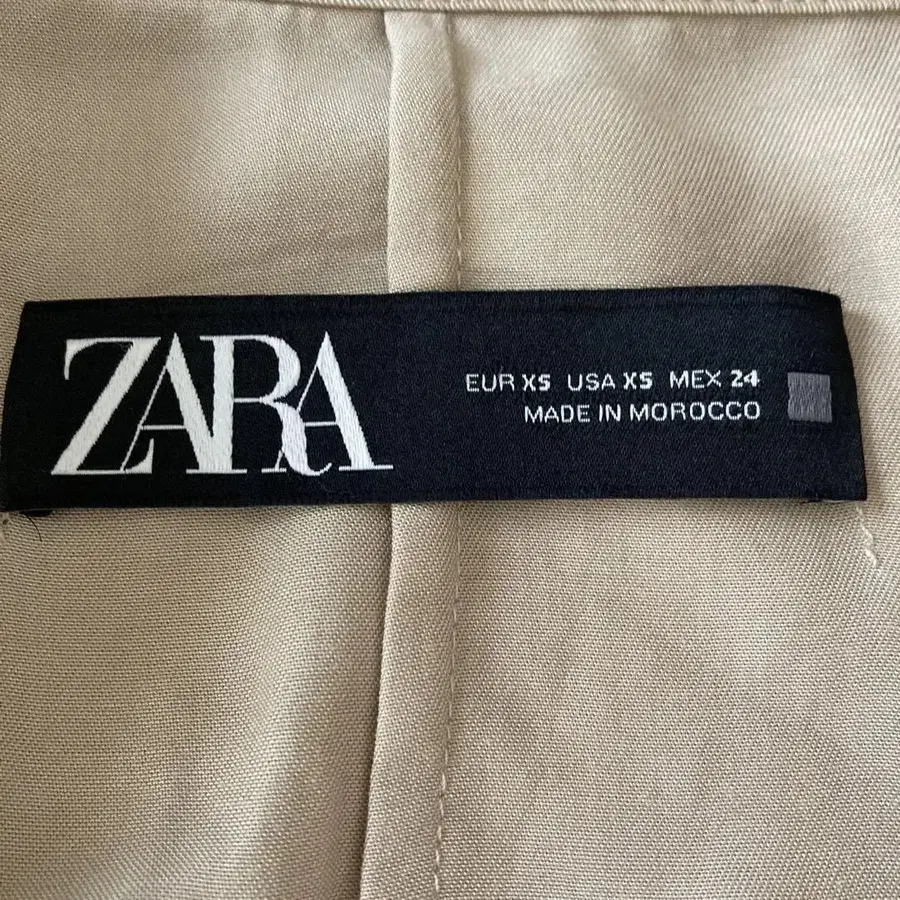 ZARA
EUR XS USA XS MEX 24
MADE IN MOROCCO